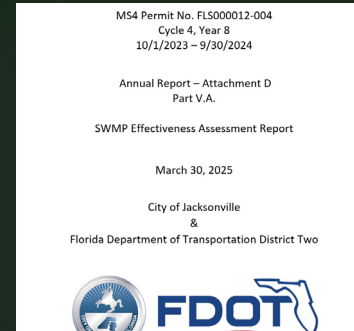 MS4 Permit No. FLS000012-004
Cycle 4, Year 8
10/1/2023 – 9/30/2024
Annual Report – Attachment D
Part V.A.
SWMP Effectiveness Assessment Report
March 30, 2025
City of Jacksonville
&
Florida Department of Transportation District Two
FDOT